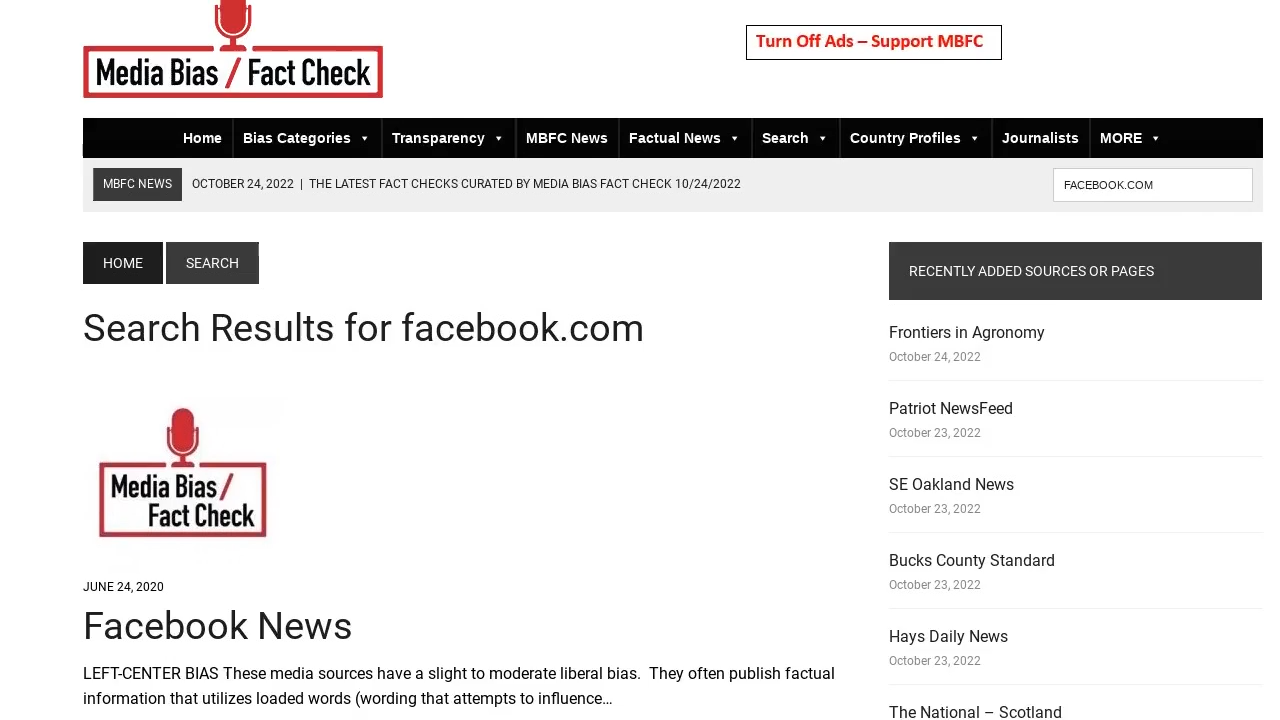 Media Bias / Fact Check
Turn Off Ads – Support MBFC
Home
Bias Categories
Transparency
MBFC News
Factual News
Search
Country Profiles
Journalists
MORE
MBFC NEWS
OCTOBER 24, 2022 | THE LATEST FACT CHECKS CURATED BY MEDIA BIAS FACT CHECK 10/24/2022
FACEBOOK.COM
HOME
SEARCH
Search Results for facebook.com
Media Bias /
Fact Check
JUNE 24, 2020
Facebook News
LEFT-CENTER BIAS These media sources have a slight to moderate liberal bias.  They often publish factual
information that utilizes loaded words (wording that attempts to influence…
RECENTLY ADDED SOURCES OR PAGES
Frontiers in Agronomy
October 24, 2022
Patriot NewsFeed
October 23, 2022
SE Oakland News
October 23, 2022
Bucks County Standard
October 23, 2022
Hays Daily News
October 23, 2022
The National – Scotland